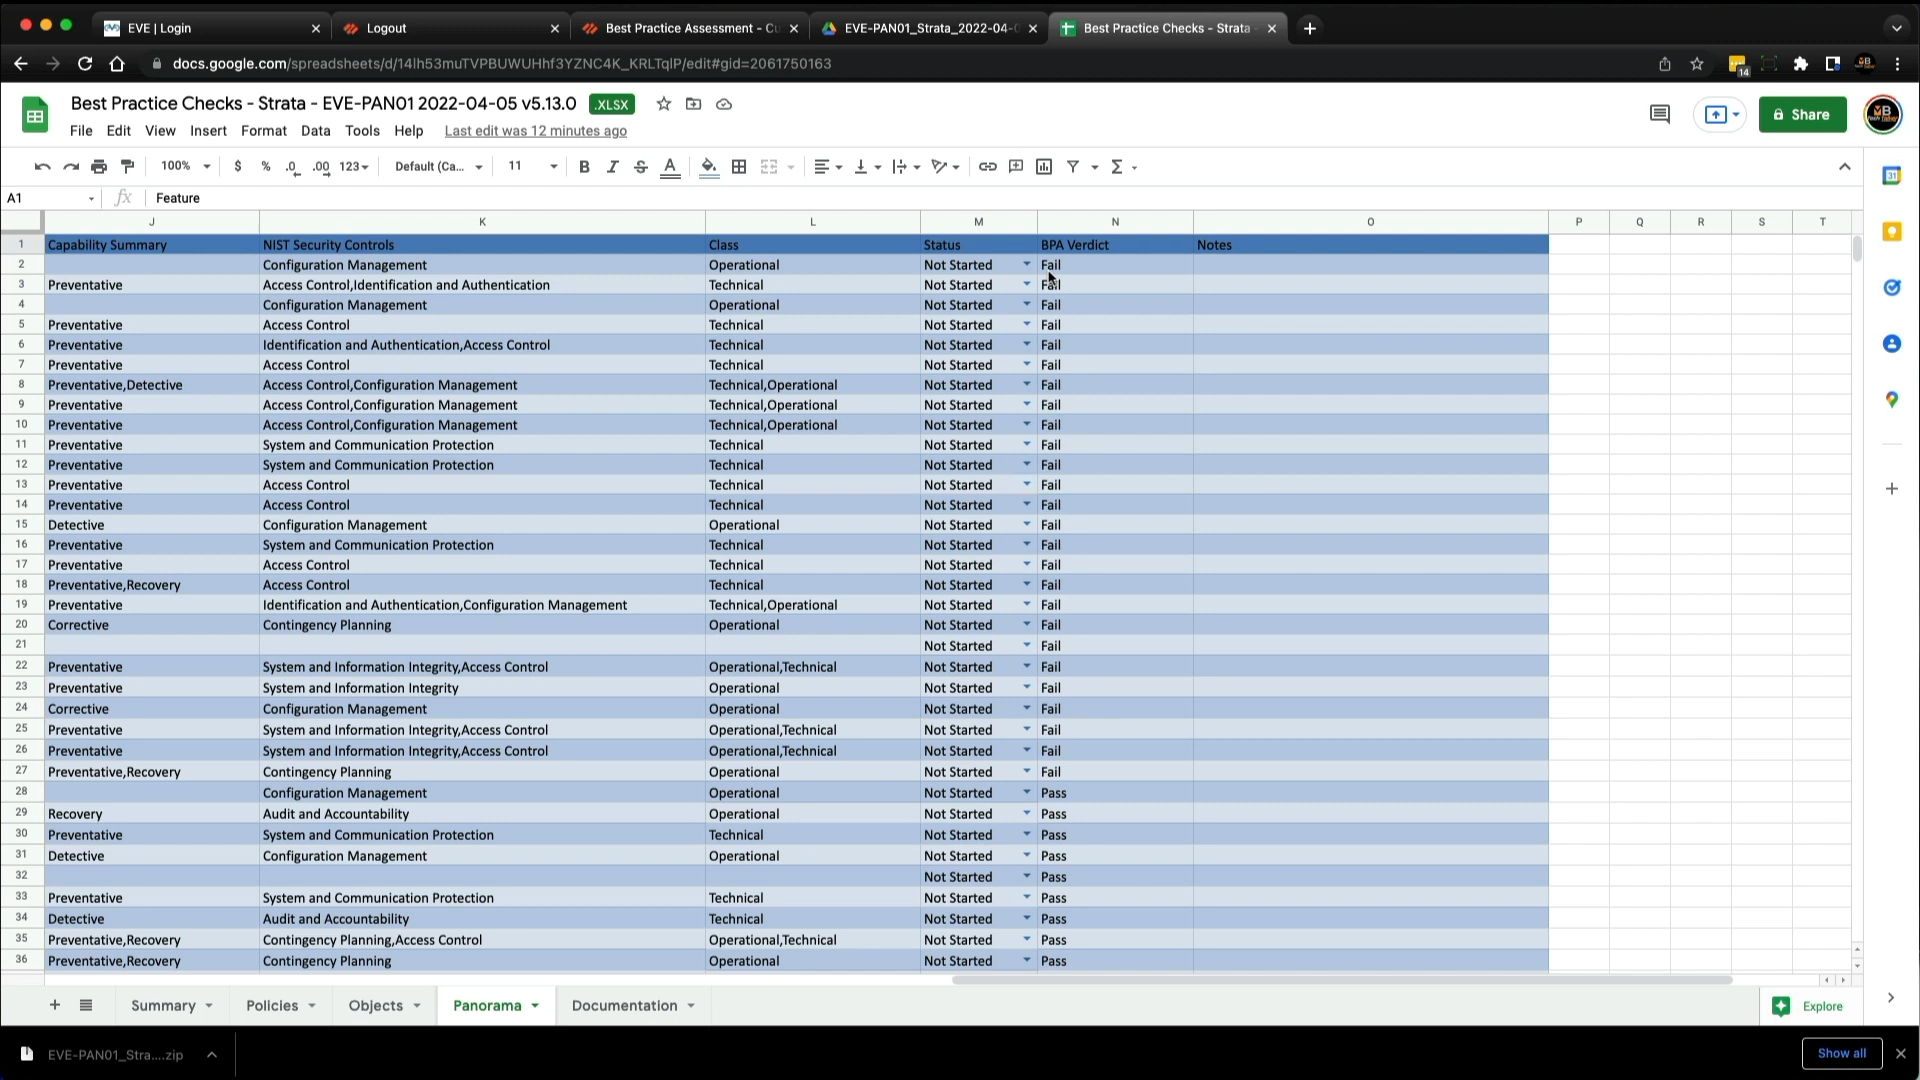 EVE | Login
Logout
Best Practice Assessment - Cu
EVE-PAN01_Strata_2022-04-0
Best Practice Checks - Strata -
docs.google.com/spreadsheets/d/14lh53muTVPBUWUHhf3YZNC4K_KRLTqlP/edit#gid=2061750163
14
Best Practice Checks - Strata - EVE-PAN01 2022-04-05 v5.13.0 .XLSX
Share
File Edit View Insert Format Data Tools Help Last edit was 12 minutes ago
100% $ % .0 .00 123 Default (Ca... 11 B I S A
31
A1 fx Feature
J K L M N O P Q R S T
1 Capability Summary NIST Security Controls Class Status BPA Verdict Notes
2 Configuration Management Operational Not Started Fail
3 Preventative Access Control,Identification and Authentication Technical Not Started Fail
4 Configuration Management Operational Not Started Fail
5 Preventative Access Control Technical Not Started Fail
6 Preventative Identification and Authentication,Access Control Technical Not Started Fail
7 Preventative Access Control Technical Not Started Fail
8 Preventative,Detective Access Control,Configuration Management Technical,Operational Not Started Fail
9 Preventative Access Control,Configuration Management Technical,Operational Not Started Fail
10 Preventative Access Control,Configuration Management Technical,Operational Not Started Fail
11 Preventative System and Communication Protection Technical Not Started Fail
12 Preventative System and Communication Protection Technical Not Started Fail
13 Preventative Access Control Technical Not Started Fail
14 Preventative Access Control Technical Not Started Fail
15 Detective Configuration Management Operational Not Started Fail
16 Preventative System and Communication Protection Technical Not Started Fail
17 Preventative Access Control Technical Not Started Fail
18 Preventative,Recovery Access Control Technical Not Started Fail
19 Preventative Identification and Authentication,Configuration Management Technical,Operational Not Started Fail
20 Corrective Contingency Planning Operational Not Started Fail
21 Not Started Fail
22 Preventative System and Information Integrity,Access Control Operational,Technical Not Started Fail
23 Preventative System and Information Integrity Operational Not Started Fail
24 Corrective Configuration Management Operational Not Started Fail
25 Preventative System and Information Integrity,Access Control Operational,Technical Not Started Fail
26 Preventative System and Information Integrity,Access Control Operational,Technical Not Started Fail
27 Preventative,Recovery Contingency Planning Operational Not Started Fail
28 Configuration Management Operational Not Started Pass
29 Recovery Audit and Accountability Operational Not Started Pass
30 Preventative System and Communication Protection Technical Not Started Pass
31 Detective Configuration Management Operational Not Started Pass
32 Not Started Pass
33 Preventative System and Communication Protection Technical Not Started Pass
34 Detective Audit and Accountability Technical Not Started Pass
35 Preventative,Recovery Contingency Planning,Access Control Operational,Technical Not Started Pass
36 Preventative,Recovery Contingency Planning Operational Not Started Pass
Summary Policies Objects Panorama Documentation Explore
EVE-PAN01_Stra....zip Show all